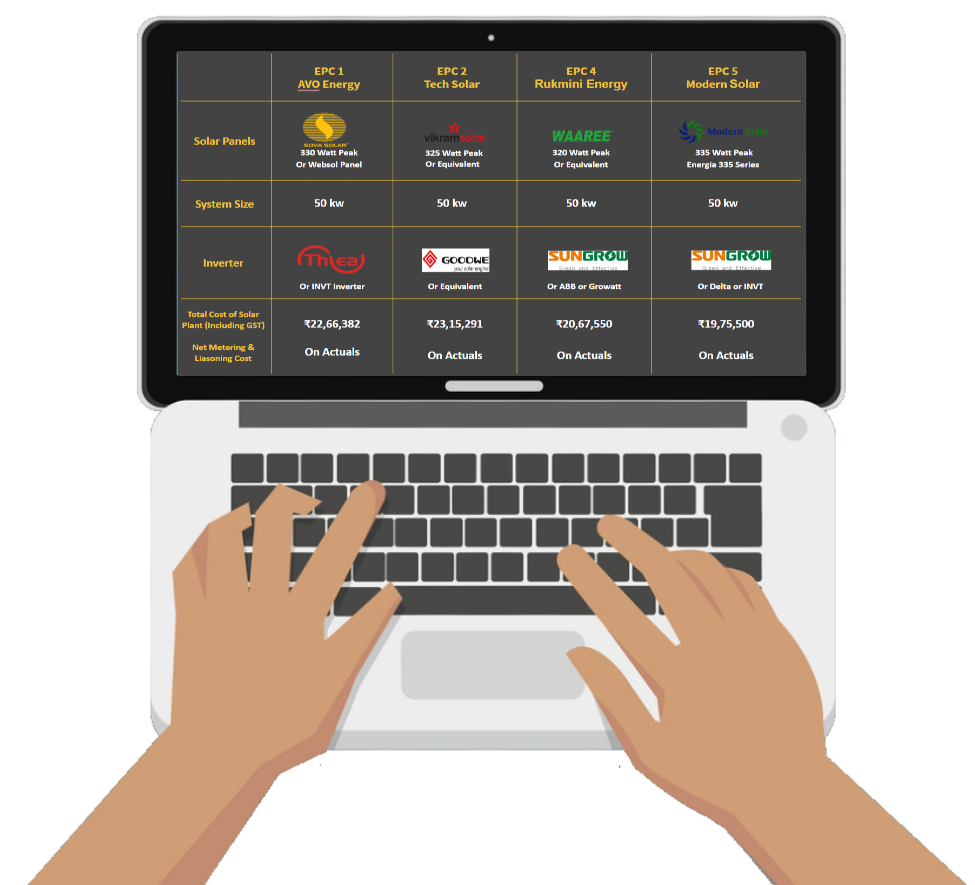 EPC 1
AVO Energy
EPC 2
Tech Solar
EPC 4
Rukmini Energy
EPC 5
Modern Solar
Solar Panels
SOVA SOLAR
330 Watt Peak
Or Websol Panel
vikramsolar
325 Watt Peak
Or Equivalent
WAAREE
320 Watt Peak
Or Equivalent
Modern Solar
335 Watt Peak
Energia 335 Series
System Size
50 kw
50 kw
50 kw
50 kw
Inverter
Or INVT Inverter
GOODWE
your solar engine
Or Equivalent
SUNGROW
Green and Effective
Or ABB or Growatt
SUNGROW
Green and Effective
Or Delta or INVT
Total Cost of Solar
Plant (Including GST)
₹22,66,382
₹23,15,291
₹20,67,550
₹19,75,500
Net Metering &
Liasoning Cost
On Actuals
On Actuals
On Actuals
On Actuals